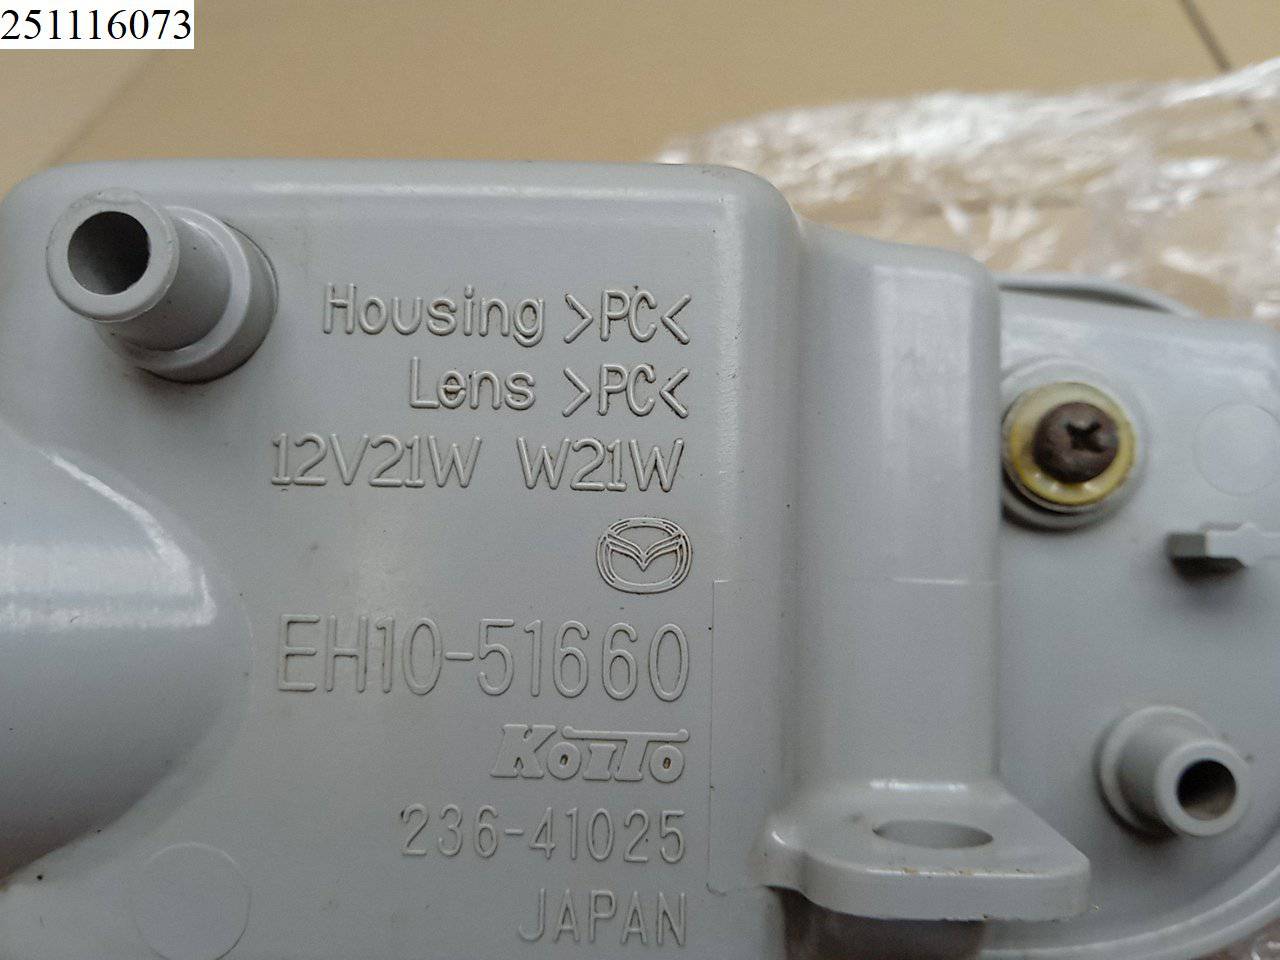 251116073
Housing >PC<
Lens >PC<
12V21W W21W
EH10-51660
KOITO
236-41025
JAPAN